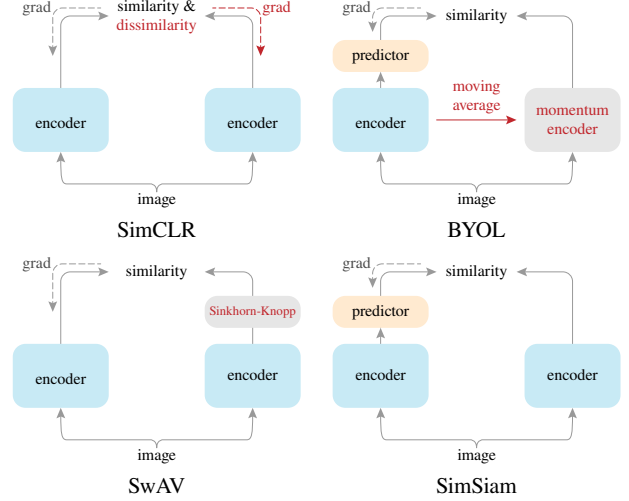 grad
similarity &
dissimilarity
grad
encoder
encoder
image
SimCLR
grad
similarity
predictor
encoder
moving
average
momentum
encoder
image
BYOL
grad
similarity
Sinkhorn-Knopp
encoder
encoder
image
SwAV
grad
similarity
predictor
encoder
encoder
image
SimSiam